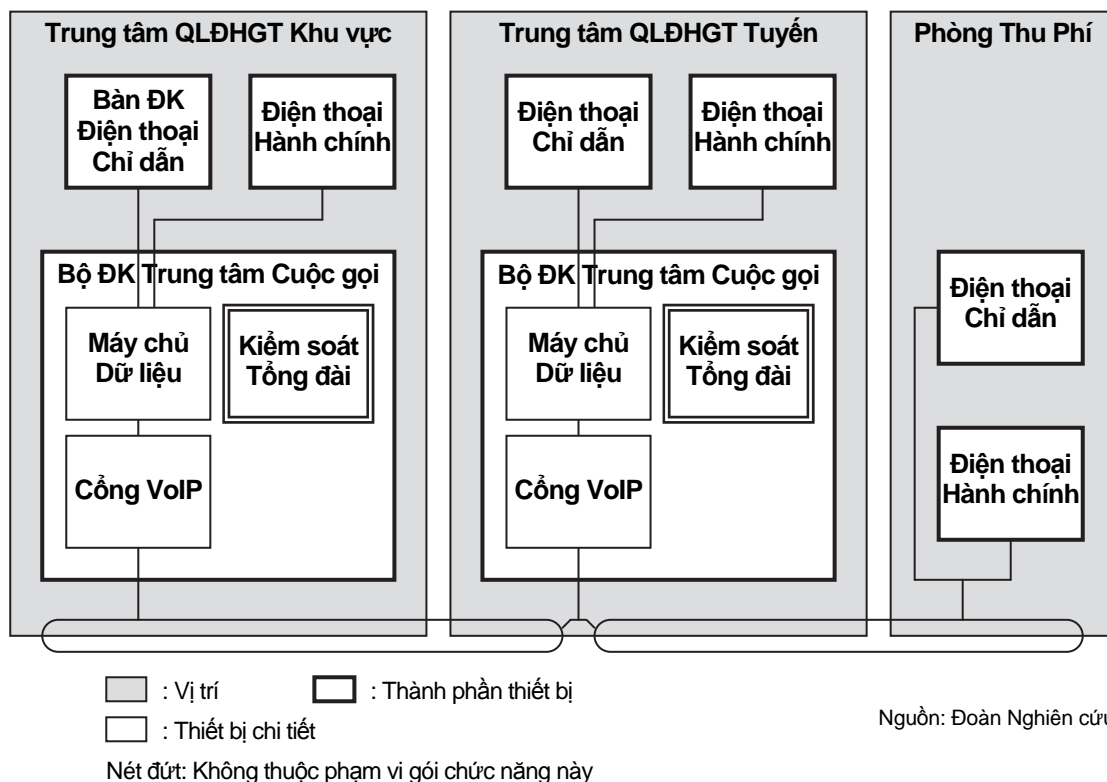 Trung tâm QLĐHGT Khu vực
Bàn ĐK
Điện thoại
Chỉ dẫn
Điện thoại
Hành chính
Bộ ĐK Trung tâm Cuộc gọi
Máy chủ
Dữ liệu
Kiểm soát
Tổng đài
Cổng VoIP
Trung tâm QLĐHGT Tuyến
Điện thoại
Chỉ dẫn
Điện thoại
Hành chính
Bộ ĐK Trung tâm Cuộc gọi
Máy chủ
Dữ liệu
Kiểm soát
Tổng đài
Cổng VoIP
Phòng Thu Phí
Điện thoại
Chỉ dẫn
Điện thoại
Hành chính
: Vị trí
: Thành phần thiết bị
: Thiết bị chi tiết
Nguồn: Đoàn Nghiên cứu
Nét đứt: Không thuộc phạm vi gói chức năng này